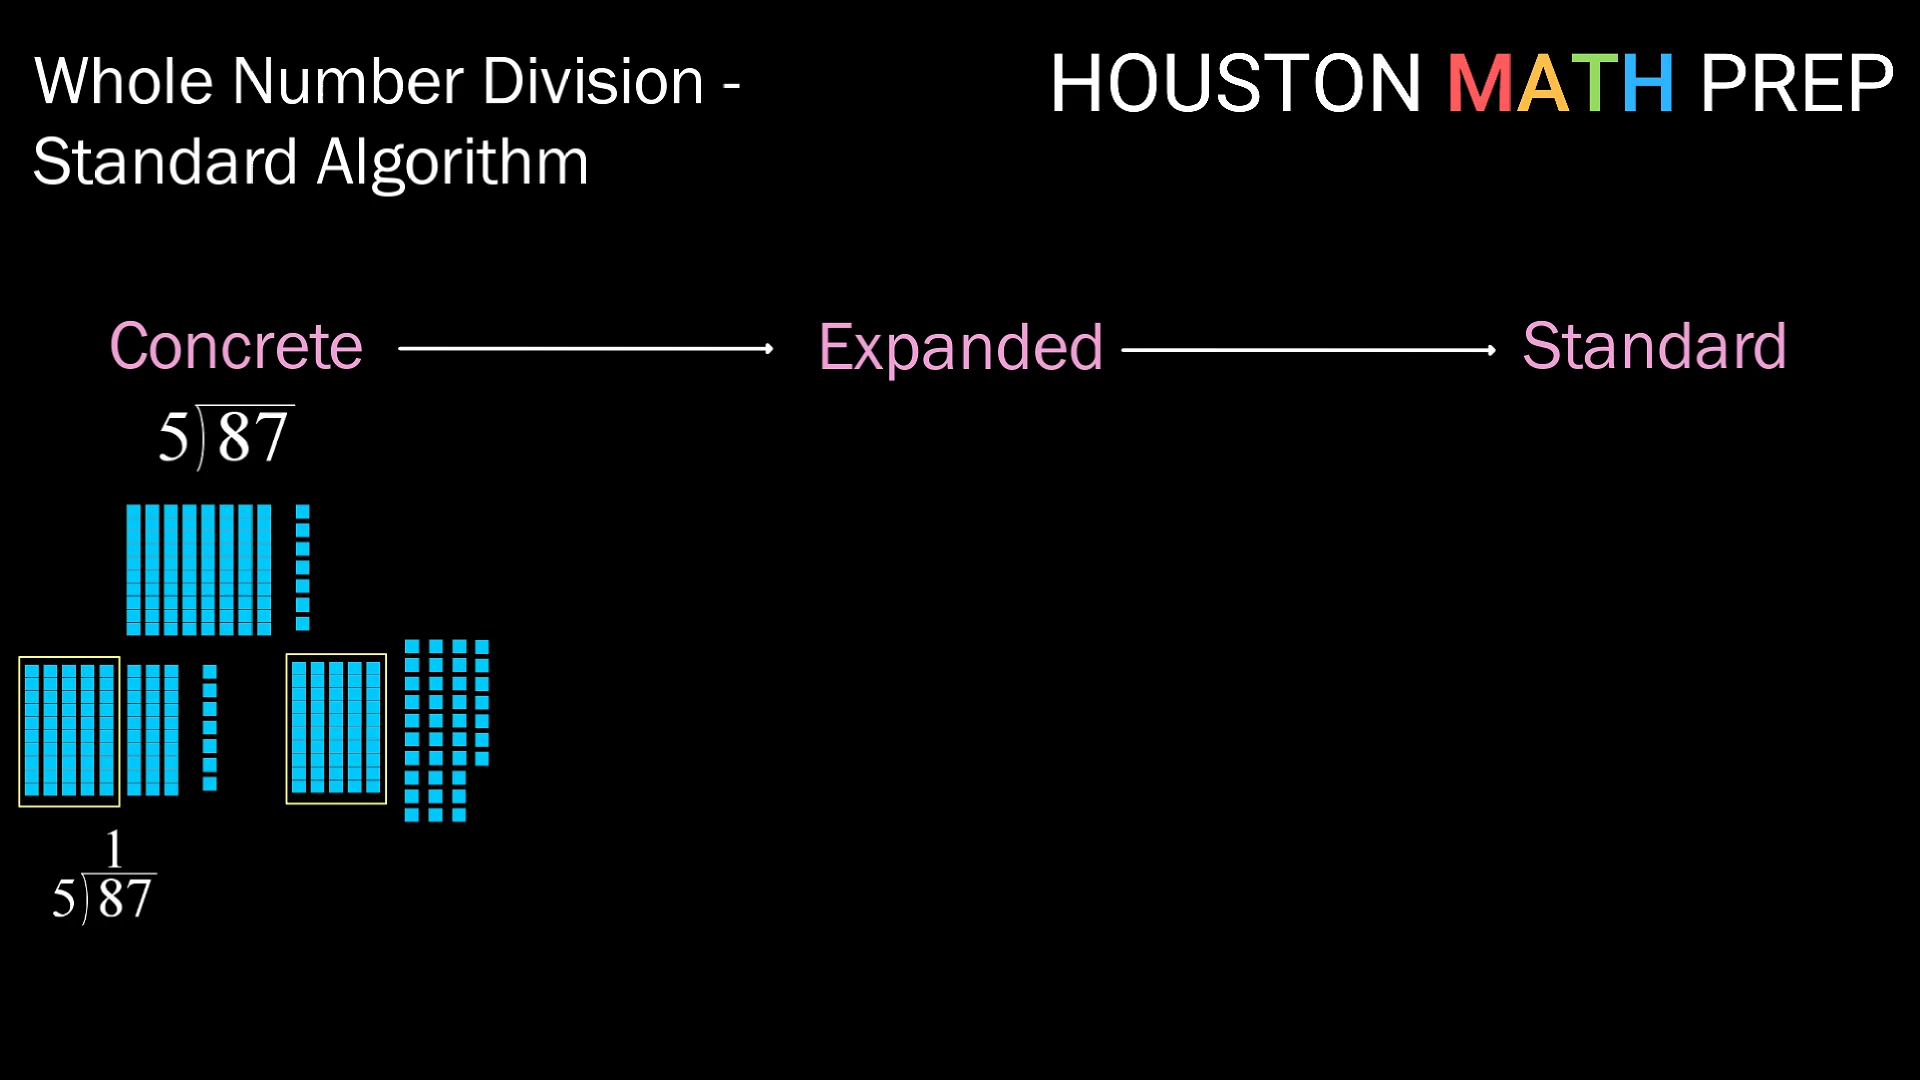 Whole Number Division -
Standard Algorithm
HOUSTON MATH PREP
Concrete
Expanded
Standard
5)87
1
5)87